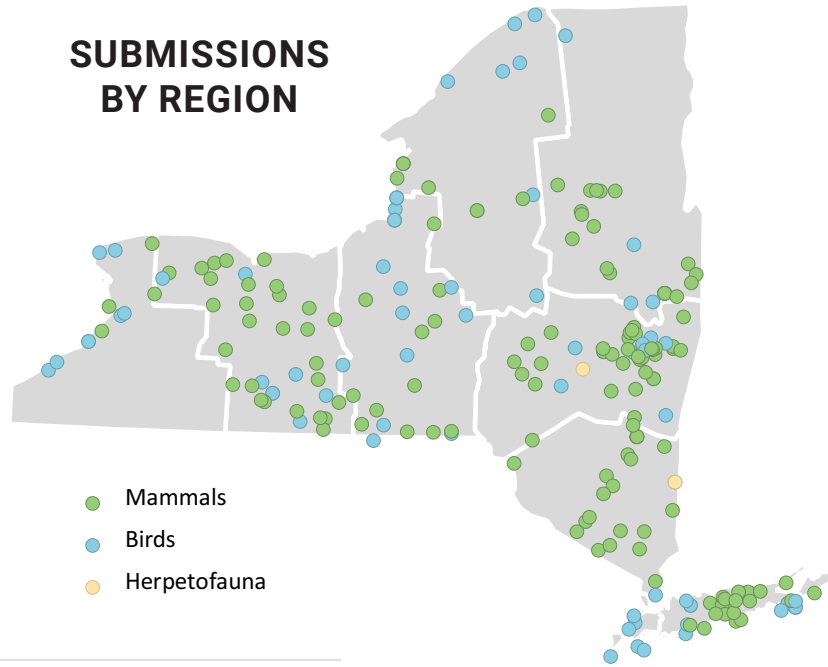 SUBMISSIONS
BY REGION
Mammals
Birds
Herpetofauna